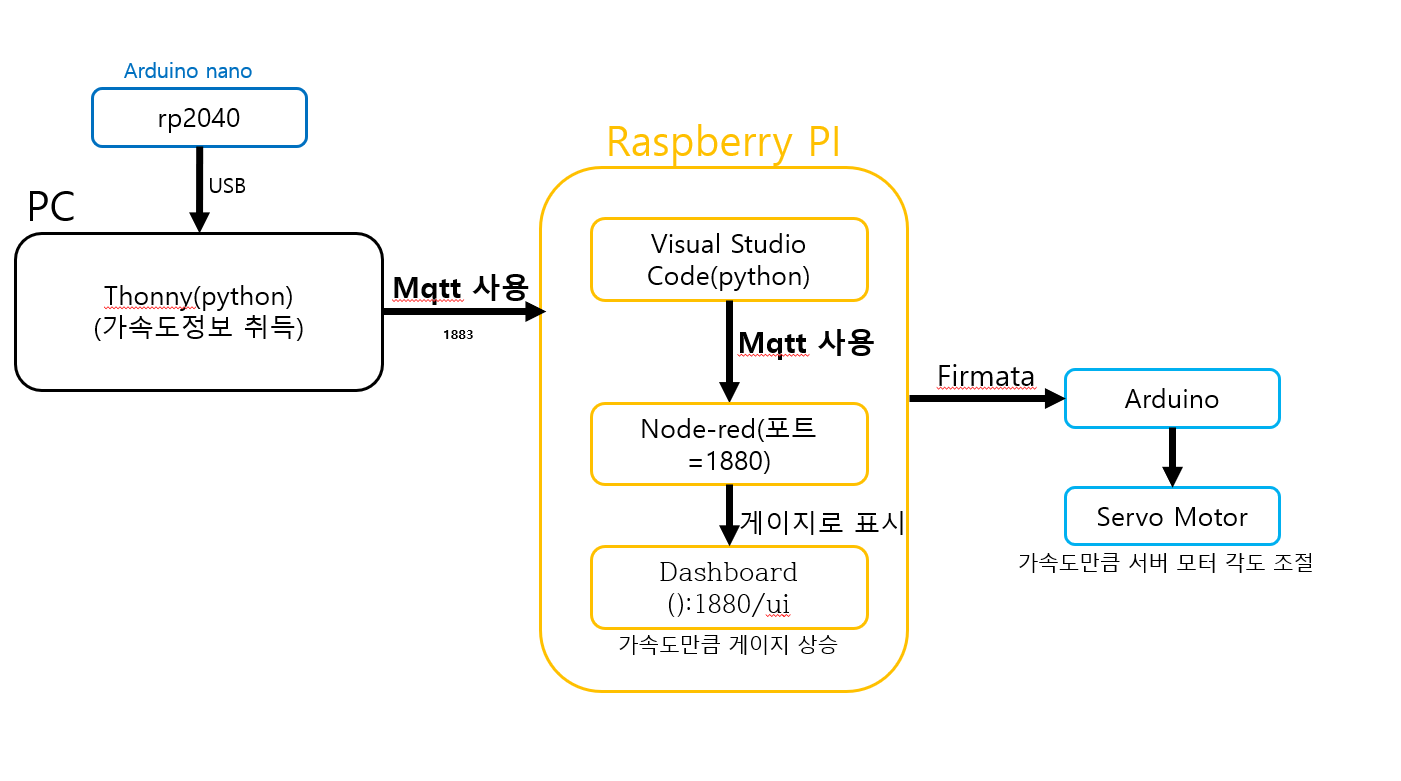 Arduino nano
rp2040
USB
PC
Thonny(python)
(가속도정보 취득)
Mqtt 사용
1883
Raspberry PI
Visual Studio
Code(python)
Mqtt 사용
Node-red(포트
=1880)
게이지로 표시
Dashboard
():1880/ui
가속도만큼 게이지 상승
Firmata
Arduino
Servo Motor
가속도만큼 서버 모터 각도 조절